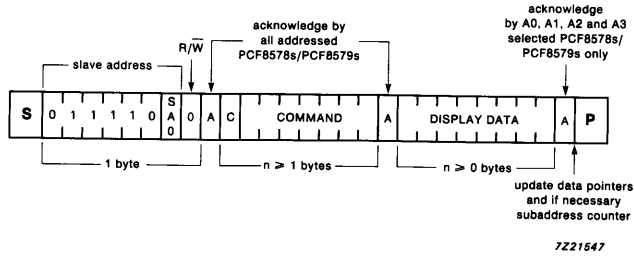 acknowledge
by A0, A1, A2 and A3
selected PCF8578s/
PCF8579s only
acknowledge by
all addressed
PCF8578s/PCF8579s
R/W̅
slave address
S 0 1 1 1 1 0 S A 0 0 A C COMMAND A DISPLAY DATA A P
1 byte
n ⩾ 1 bytes
n ⩾ 0 bytes
update data pointers
and if necessary
subaddress counter
7Z21547